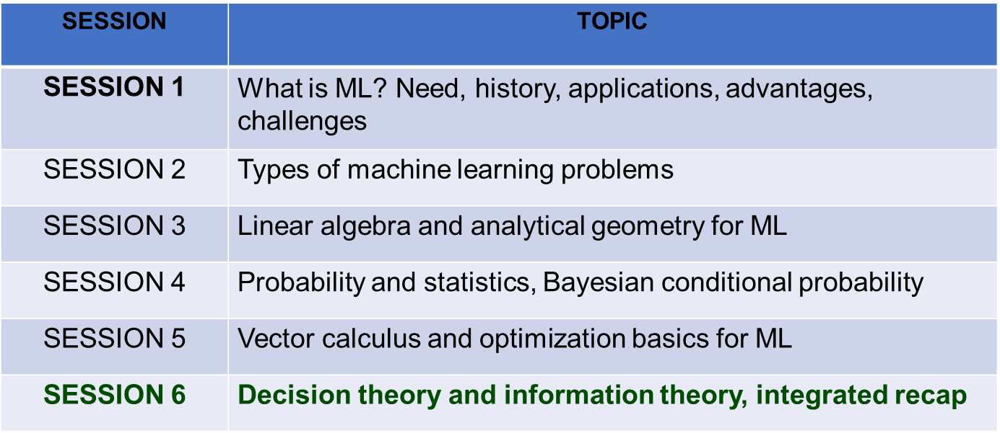 SESSION TOPIC
SESSION 1 What is ML? Need, history, applications, advantages,
challenges
SESSION 2 Types of machine learning problems
SESSION 3 Linear algebra and analytical geometry for ML
SESSION 4 Probability and statistics, Bayesian conditional probability
SESSION 5 Vector calculus and optimization basics for ML
SESSION 6 Decision theory and information theory, integrated recap